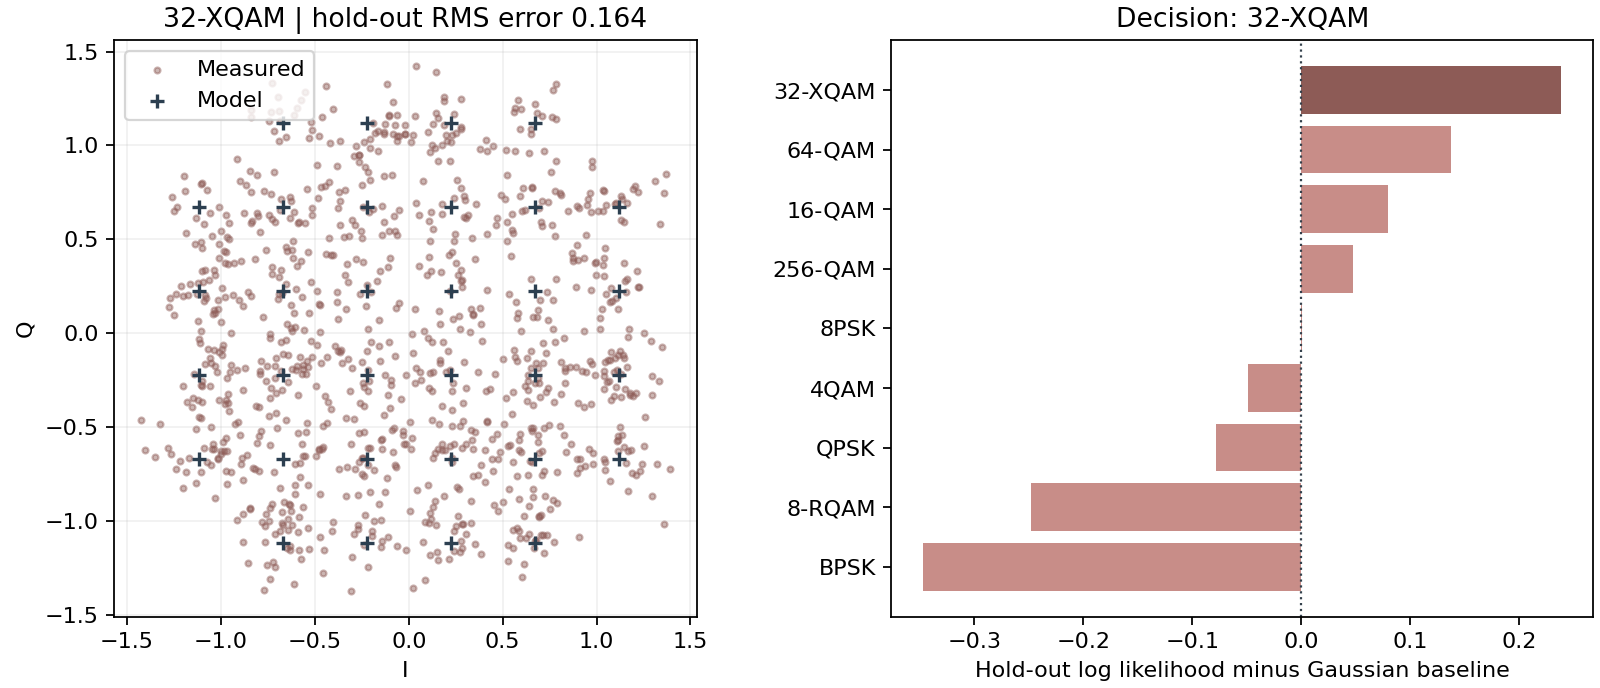 32-XQAM | hold-out RMS error 0.164
Measured
Model
1.5
1.0
0.5
0.0
−0.5
−1.0
−1.5
Q
−1.5 −1.0 −0.5 0.0 0.5 1.0 1.5
I
Decision: 32-XQAM
32-XQAM
64-QAM
16-QAM
256-QAM
8PSK
4QAM
QPSK
8-RQAM
BPSK
−0.3 −0.2 −0.1 0.0 0.1 0.2
Hold-out log likelihood minus Gaussian baseline